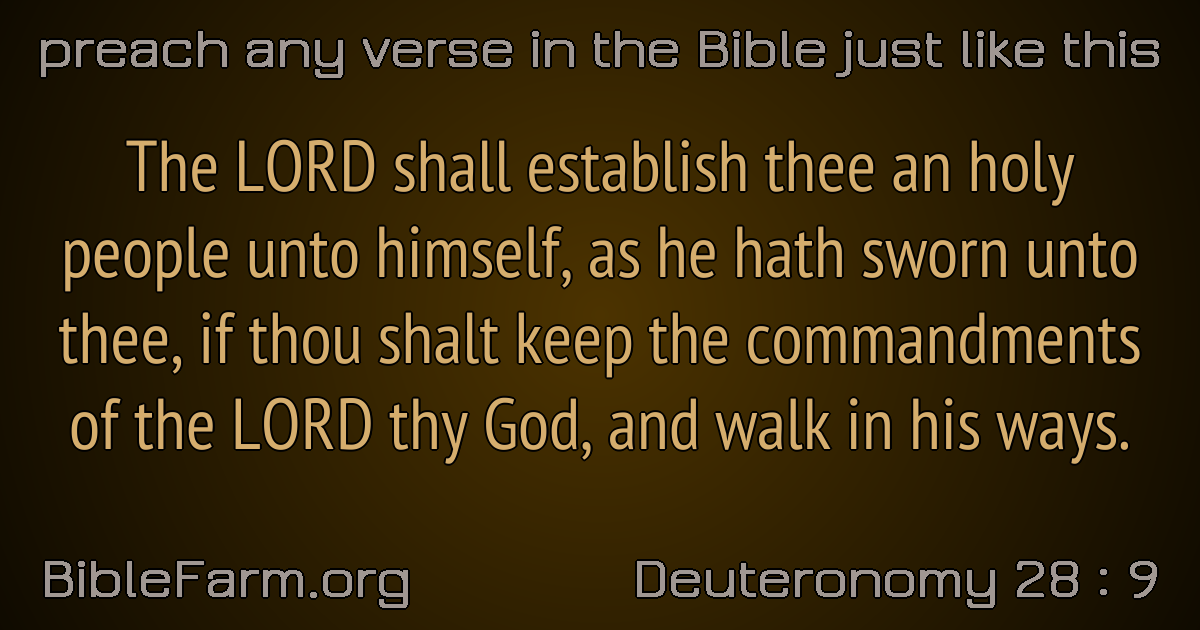 preach any verse in the Bible just like this
The LORD shall establish thee an holy
people unto himself, as he hath sworn unto
thee, if thou shalt keep the commandments
of the LORD thy God, and walk in his ways.
BibleFarm.org
Deuteronomy 28 : 9